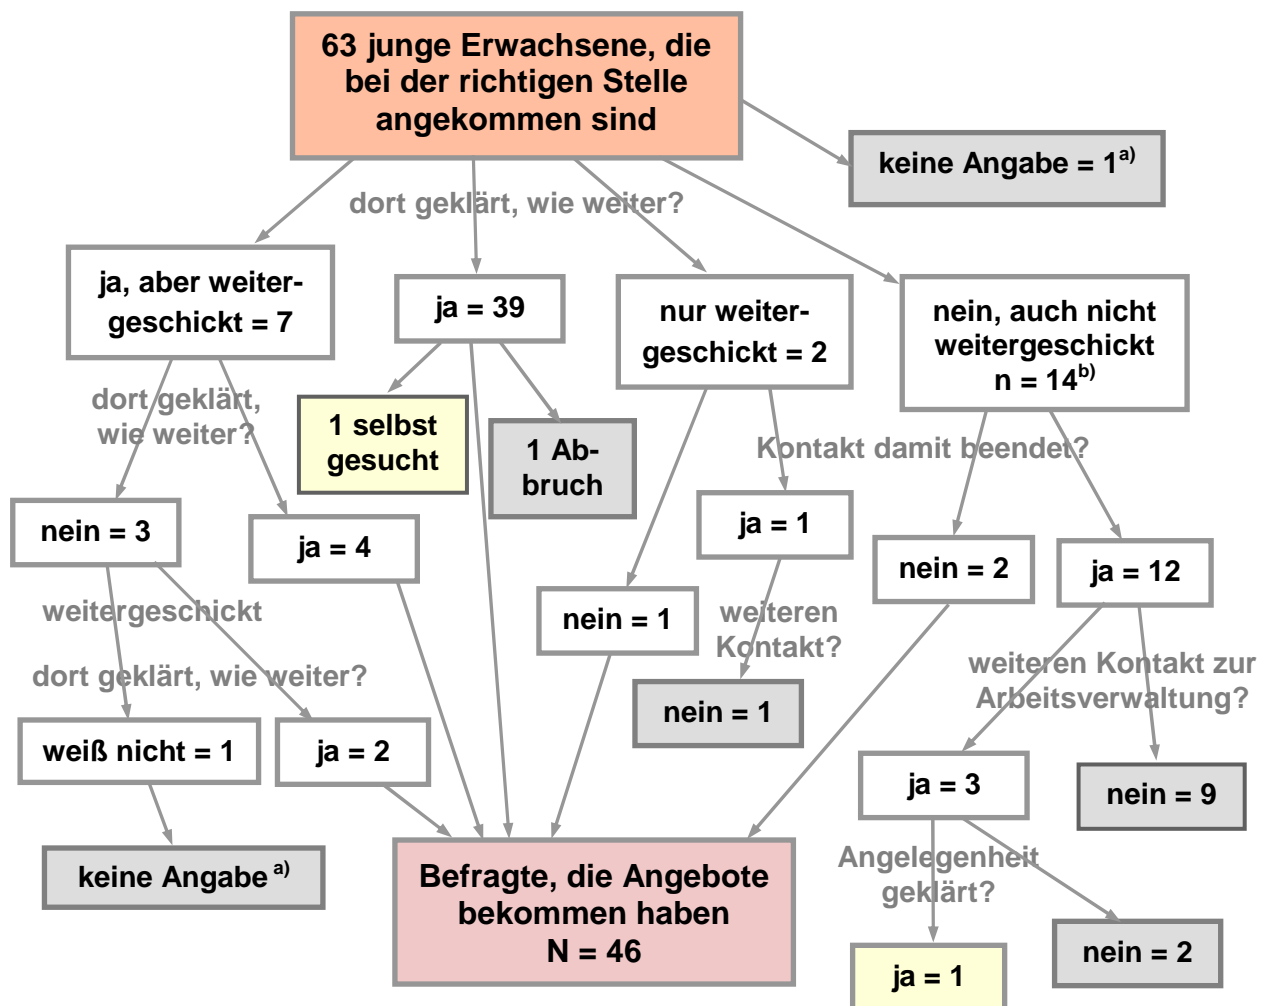 63 junge Erwachsene, die
bei der richtigen Stelle
angekommen sind
keine Angabe = 1a)
dort geklärt, wie weiter?
ja, aber weiter-
geschickt = 7
ja = 39
nur weiter-
geschickt = 2
nein, auch nicht
weitergeschickt
n = 14b)
dort geklärt,
wie weiter?
1 selbst
gesucht
1 Ab-
bruch
Kontakt damit beendet?
nein = 3
ja = 4
ja = 1
nein = 2
ja = 12
weitergeschickt
nein = 1
weiteren
Kontakt?
dort geklärt, wie weiter?
weiteren Kontakt zur
Arbeitsverwaltung?
weiß nicht = 1
ja = 2
nein = 1
ja = 3
nein = 9
keine Angabe a)
Befragte, die Angebote
bekommen haben
N = 46
Angelegenheit
geklärt?
ja = 1
nein = 2